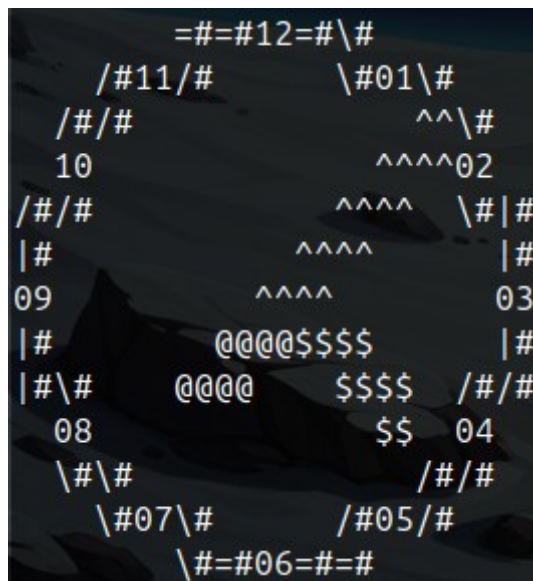 =#=#12=#\#
    /#11/#      \#01\#
  /#/#              ^^\#
  10              ^^^^02
/#/#            ^^^^  \#|#
|#            ^^^^      |#
09          ^^^^        03
|#        @@@@$$$$      |#
|#\#    @@@@    $$$$  /#/#
  08              $$  04
  \#\#              /#/#
    \#07\#      /#05/#
        \#=#06=#=#